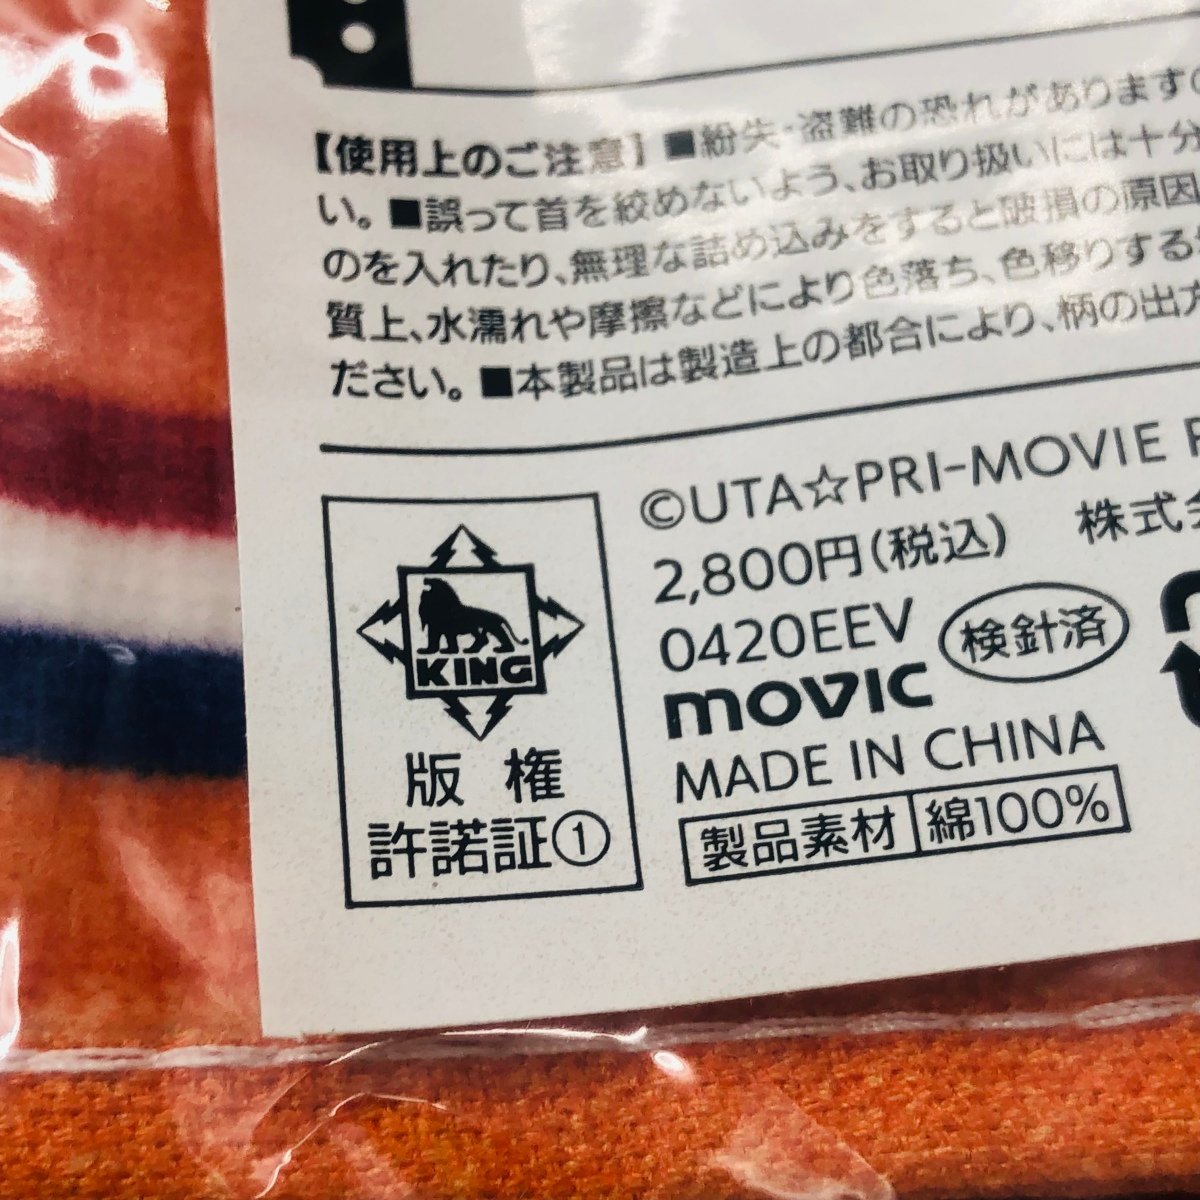 【使用上のご注意】■紛失・盗難の恐れがありますの
い。■誤って首を絞めないよう、お取り扱いには十分
のを入れたり、無理な詰め込みをすると破損の原因
質上、水濡れや摩擦などにより色落ち、色移りする
ださい。■本製品は製造上の都合により、柄の出方
©UTA☆PRI-MOVIE
2,800円(税込) 株式会
0420EEV 検針済
movic
MADE IN CHINA
製品素材 綿100%
KING
版権
許諾証①